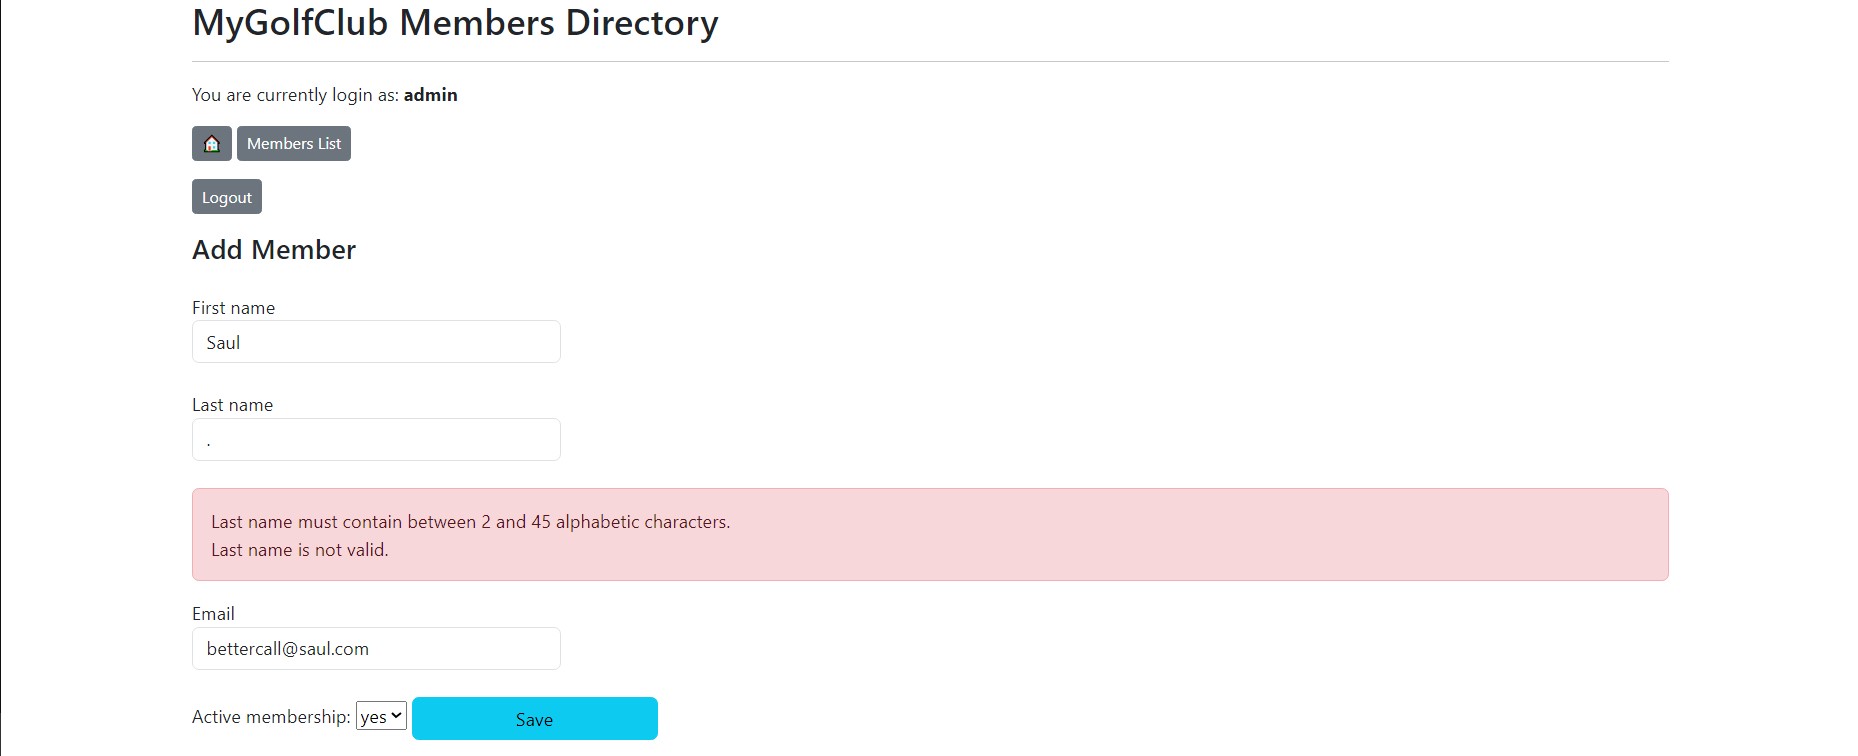 MyGolfClub Members Directory
You are currently login as: admin
Members List
Logout
Add Member
First name
Saul
Last name
.
Last name must contain between 2 and 45 alphabetic characters.
Last name is not valid.
Email
bettercall@saul.com
Active membership: yes Save